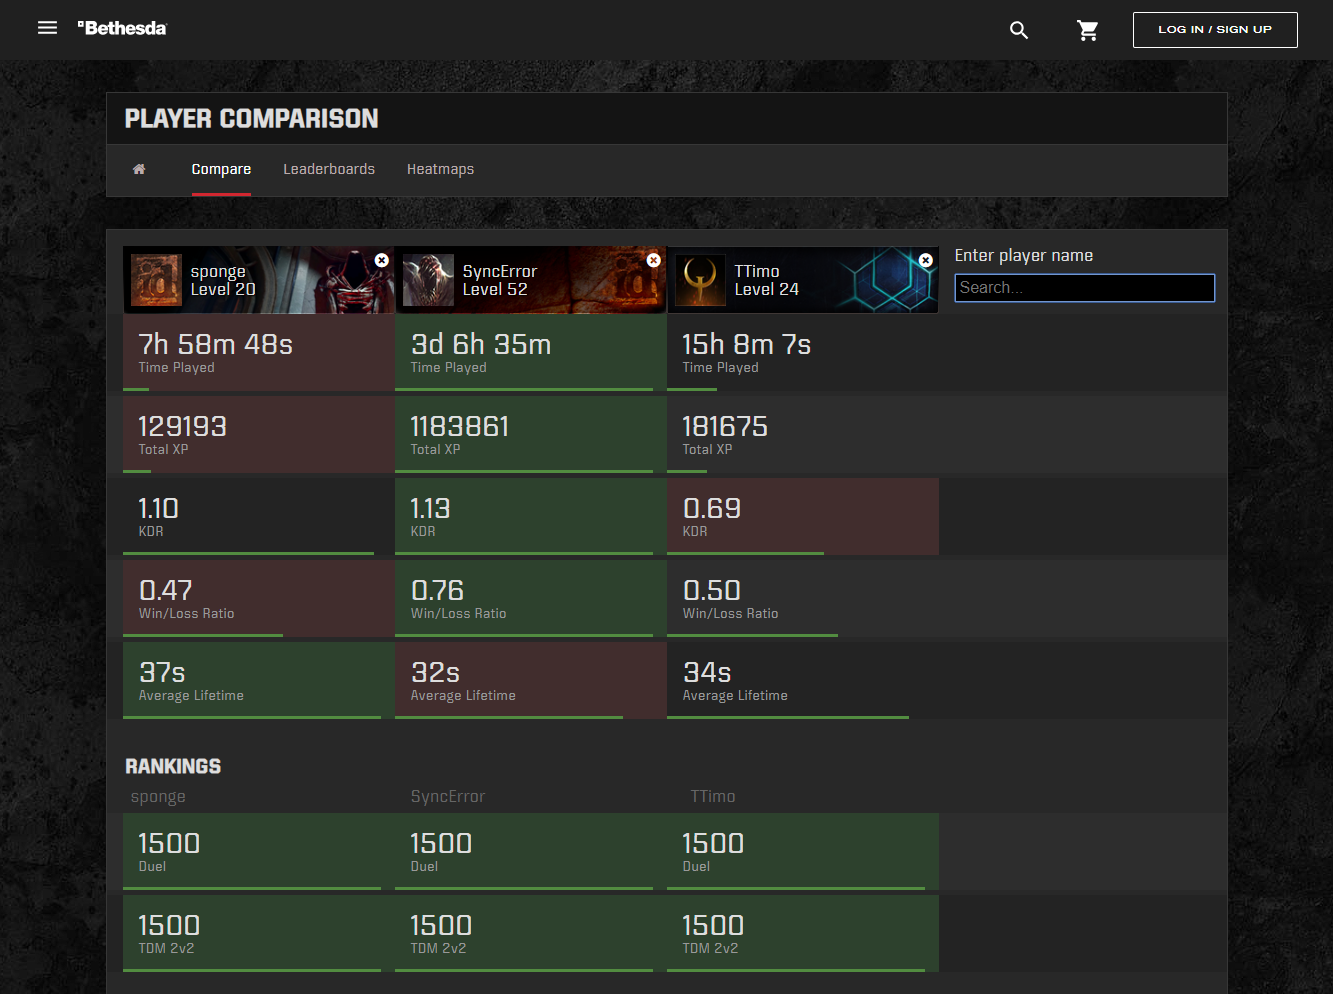 Bethesda
LOG IN / SIGN UP
PLAYER COMPARISON
Compare Leaderboards Heatmaps
sponge
Level 20
SyncError
Level 52
TTimo
Level 24
Enter player name
Search...
7h 58m 48s 3d 6h 35m 15h 8m 7s
Time Played Time Played Time Played
129193 1183861 181675
Total XP Total XP Total XP
1.10 1.13 0.69
KDR KDR KDR
0.47 0.76 0.50
Win/Loss Ratio Win/Loss Ratio Win/Loss Ratio
37s 32s 34s
Average Lifetime Average Lifetime Average Lifetime
RANKINGS
sponge SyncError TTimo
1500 1500 1500
Duel Duel Duel
1500 1500 1500
TDM 2v2 TDM 2v2 TDM 2v2